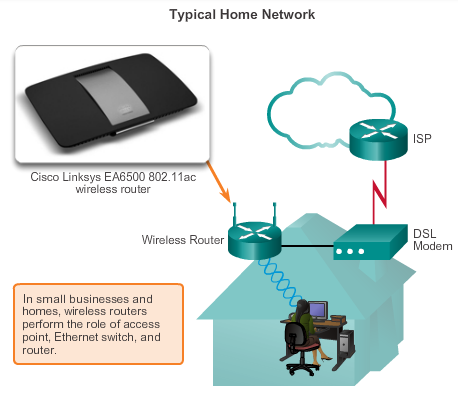 Typical Home Network
ISP
Cisco Linksys EA6500 802.11ac
wireless router
Wireless Router
DSL
Modem
In small businesses and
homes, wireless routers
perform the role of access
point, Ethernet switch, and
router.